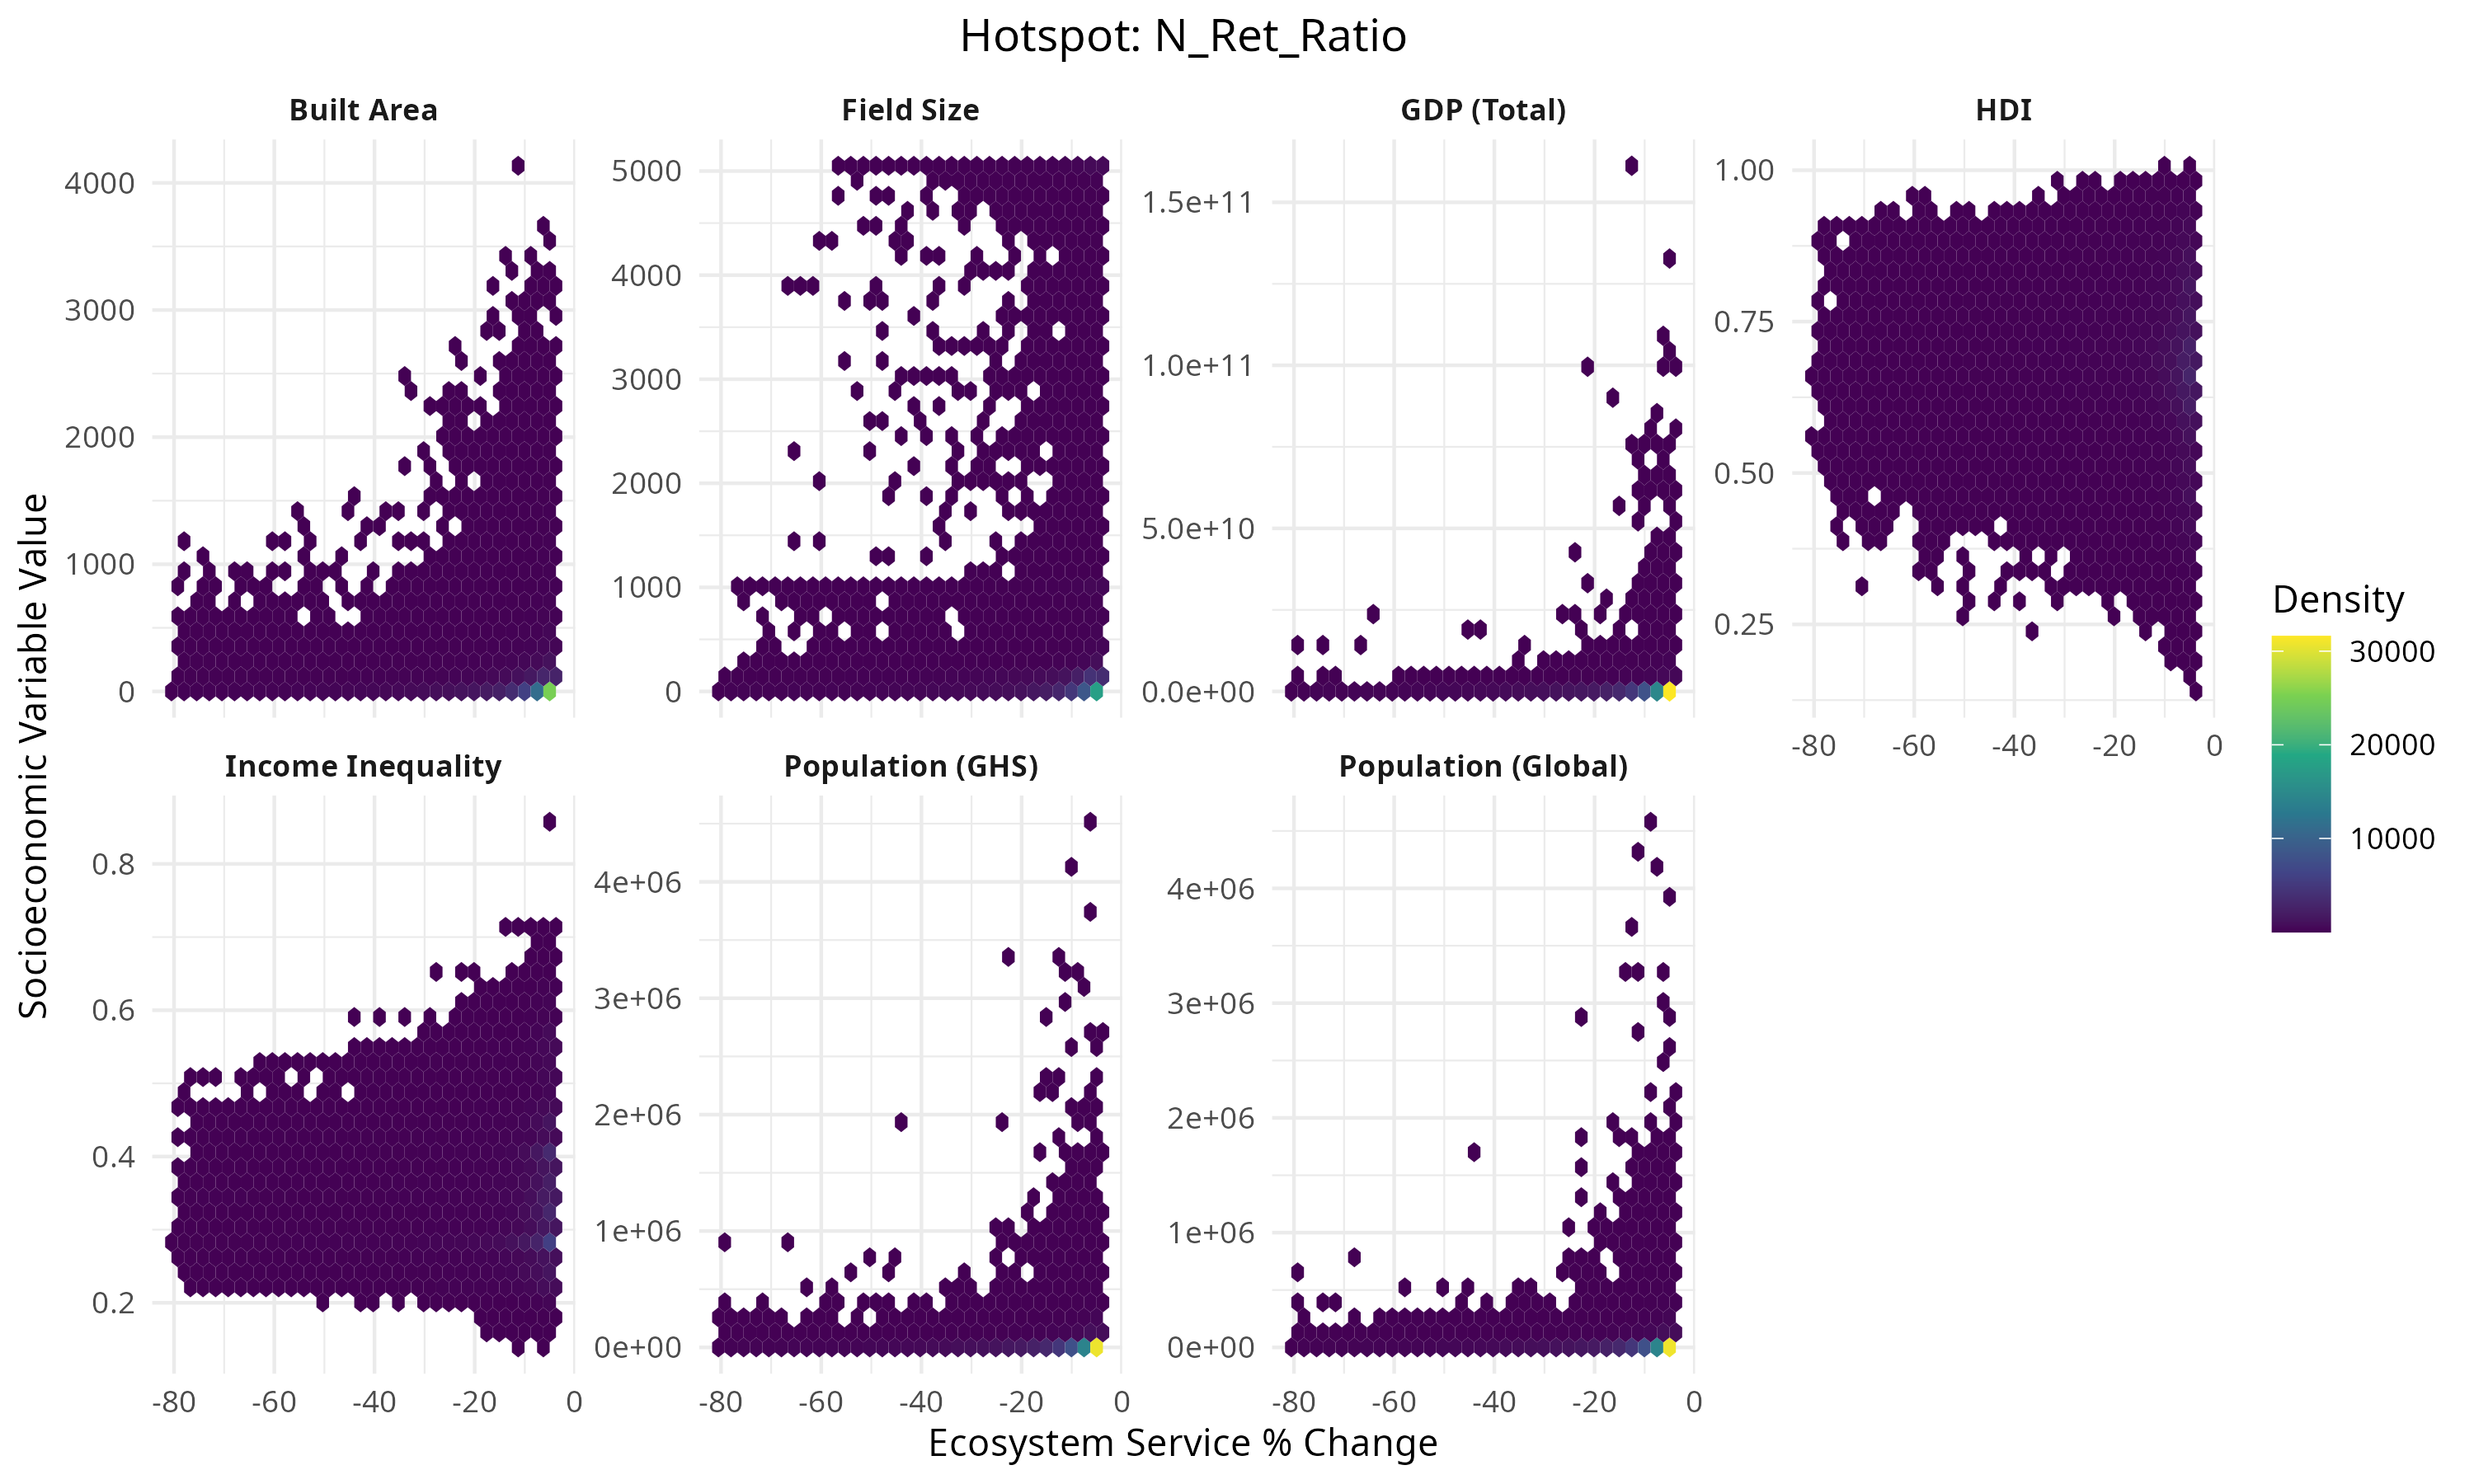 Hotspot: N_Ret_Ratio
Built Area
Field Size
GDP (Total)
HDI
4000
3000
2000
1000
0
5000
4000
3000
2000
1000
0
1.5e+11
1.0e+11
5.0e+10
0.0e+00
1.00
0.75
0.50
0.25
-80 -60 -40 -20 0
Socioeconomic Variable Value
Income Inequality
Population (GHS)
Population (Global)
0.8
0.6
0.4
0.2
4e+06
3e+06
2e+06
1e+06
0e+00
4e+06
3e+06
2e+06
1e+06
0e+00
-80 -60 -40 -20 0
-80 -60 -40 -20 0
-80 -60 -40 -20 0
Ecosystem Service % Change
Density
30000
20000
10000